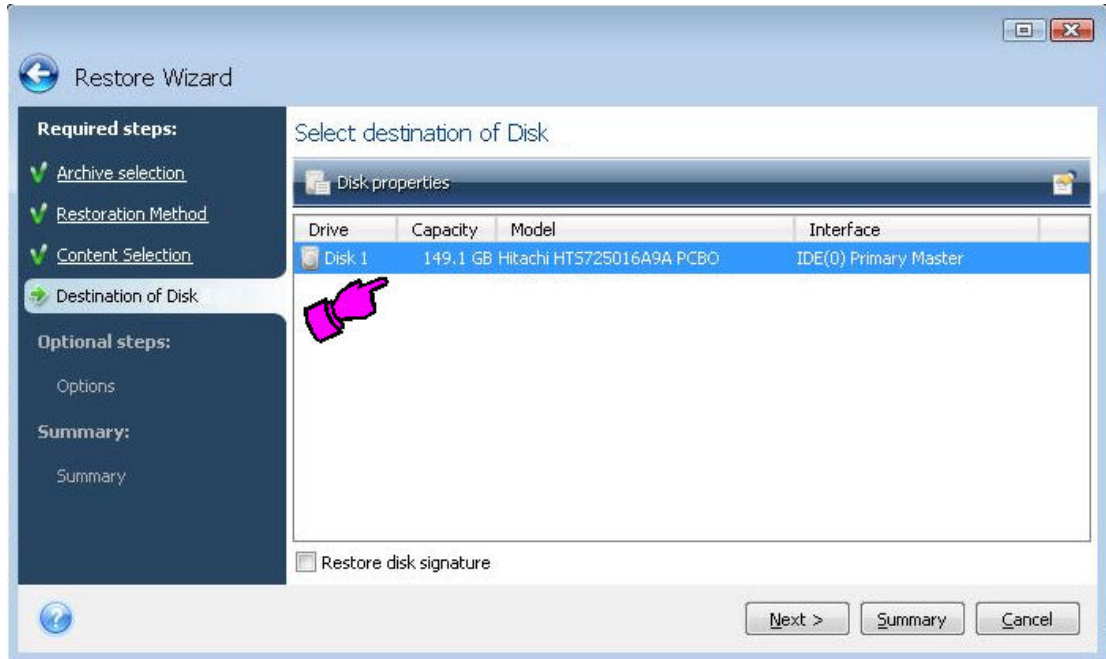 Restore Wizard
Required steps:
Archive selection
Restoration Method
Content Selection
Destination of Disk
Optional steps:
Options
Summary:
Summary
Select destination of Disk
Disk properties
Drive Capacity Model Interface
Disk 1 149.1 GB Hitachi HTS725016A9A PCBO IDE(0) Primary Master
Restore disk signature
Next > Summary Cancel